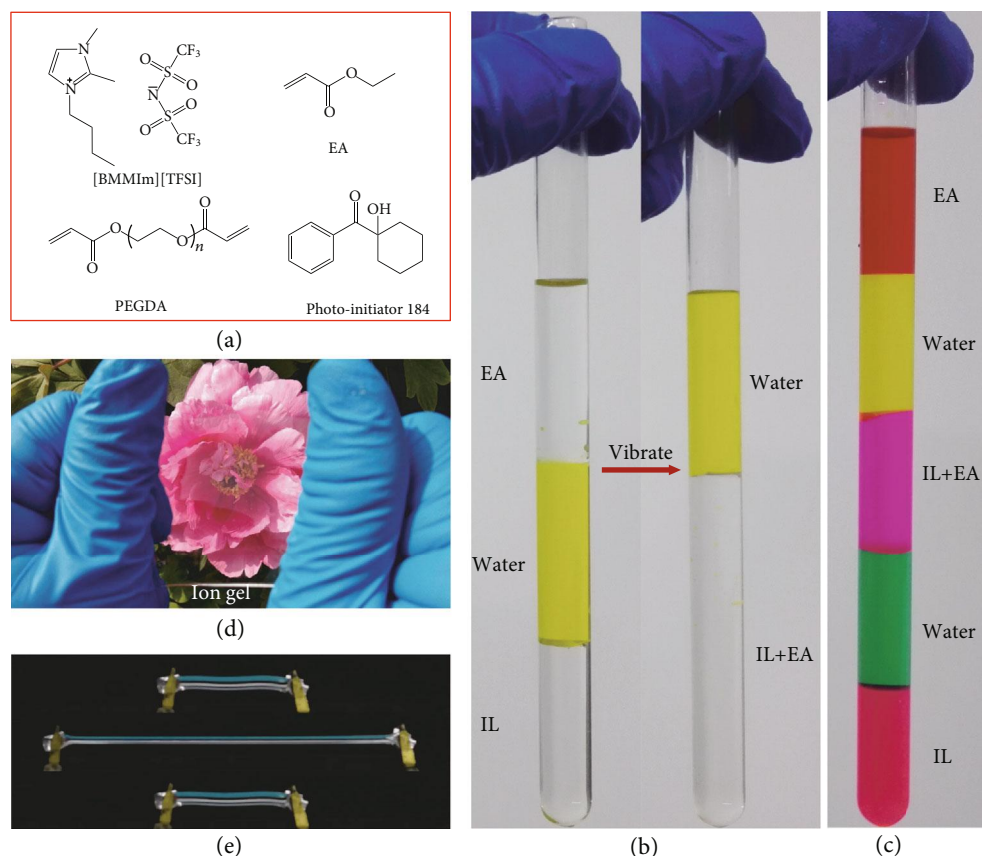 N
N
+
O
S
CF₃
O
N̄
O
S
O
CF₃
[BMMIm][TFSI]
O
O
EA
O
O
O
n
O
PEGDA
O
OH
Photo-initiator 184
(a)
Ion gel
(d)
(e)
EA
Water
IL
Vibrate
Water
IL+EA
(b)
EA
Water
IL+EA
Water
IL
(c)